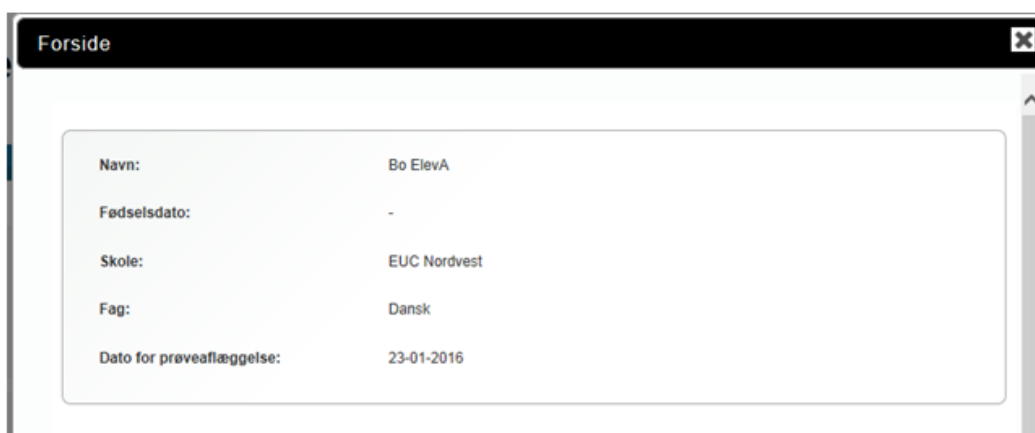 Forside
Navn: Bo ElevA
Fødselsdato: -
Skole: EUC Nordvest
Fag: Dansk
Dato for prøveaflæggelse: 23-01-2016